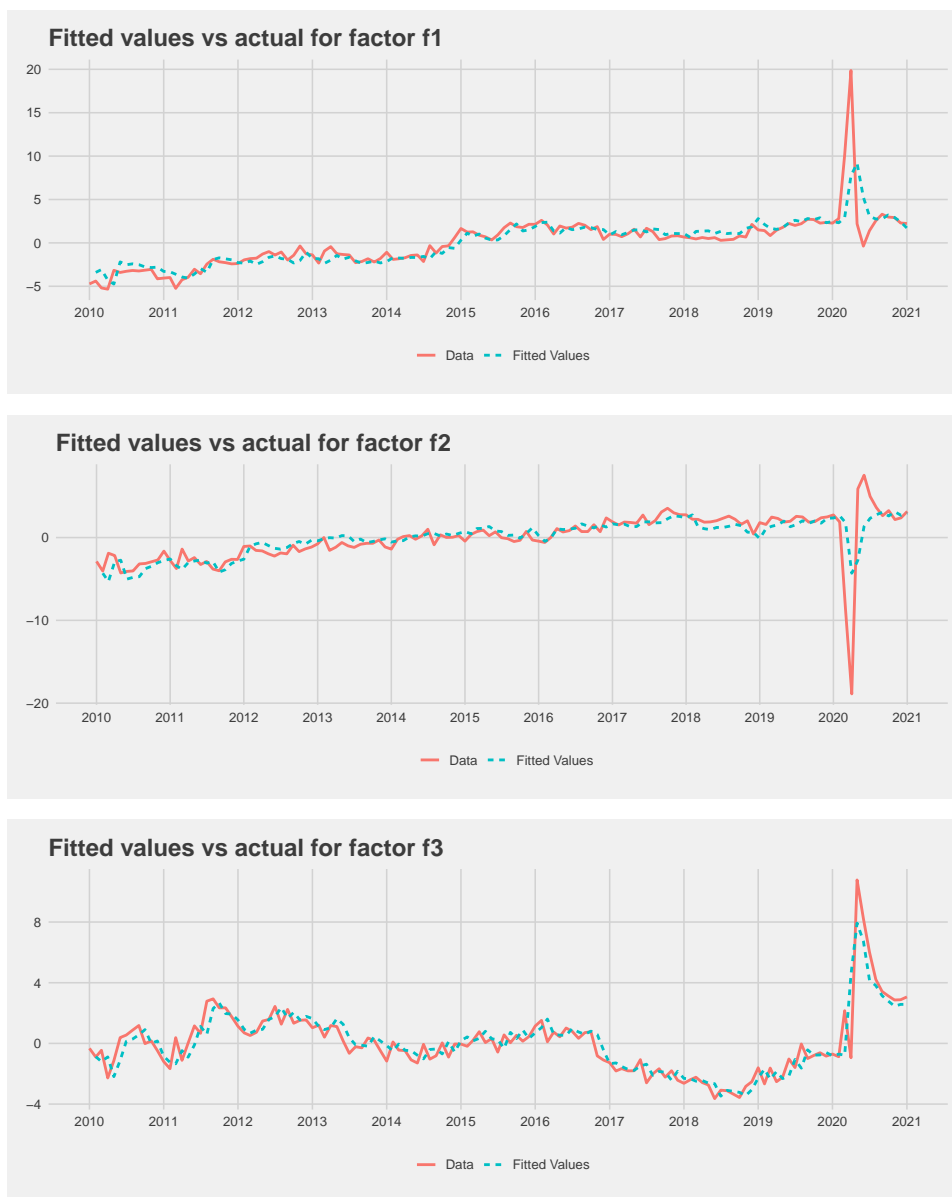 Fitted values vs actual for factor f1
20
15
10
5
0
−5
2010 2011 2012 2013 2014 2015 2016 2017 2018 2019 2020 2021
Data Fitted Values
Fitted values vs actual for factor f2
0
−10
−20
2010 2011 2012 2013 2014 2015 2016 2017 2018 2019 2020 2021
Data Fitted Values
Fitted values vs actual for factor f3
8
4
0
−4
2010 2011 2012 2013 2014 2015 2016 2017 2018 2019 2020 2021
Data Fitted Values